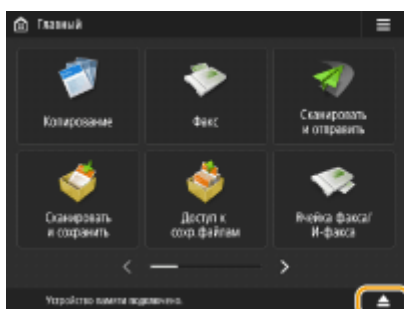 Главный
Копирование
Факс
Сканировать
и отправить
Сканировать
и сохранить
Доступ к
сохр.файлам
Ячейка факса/
И-факса
Устройство памяти подключено.